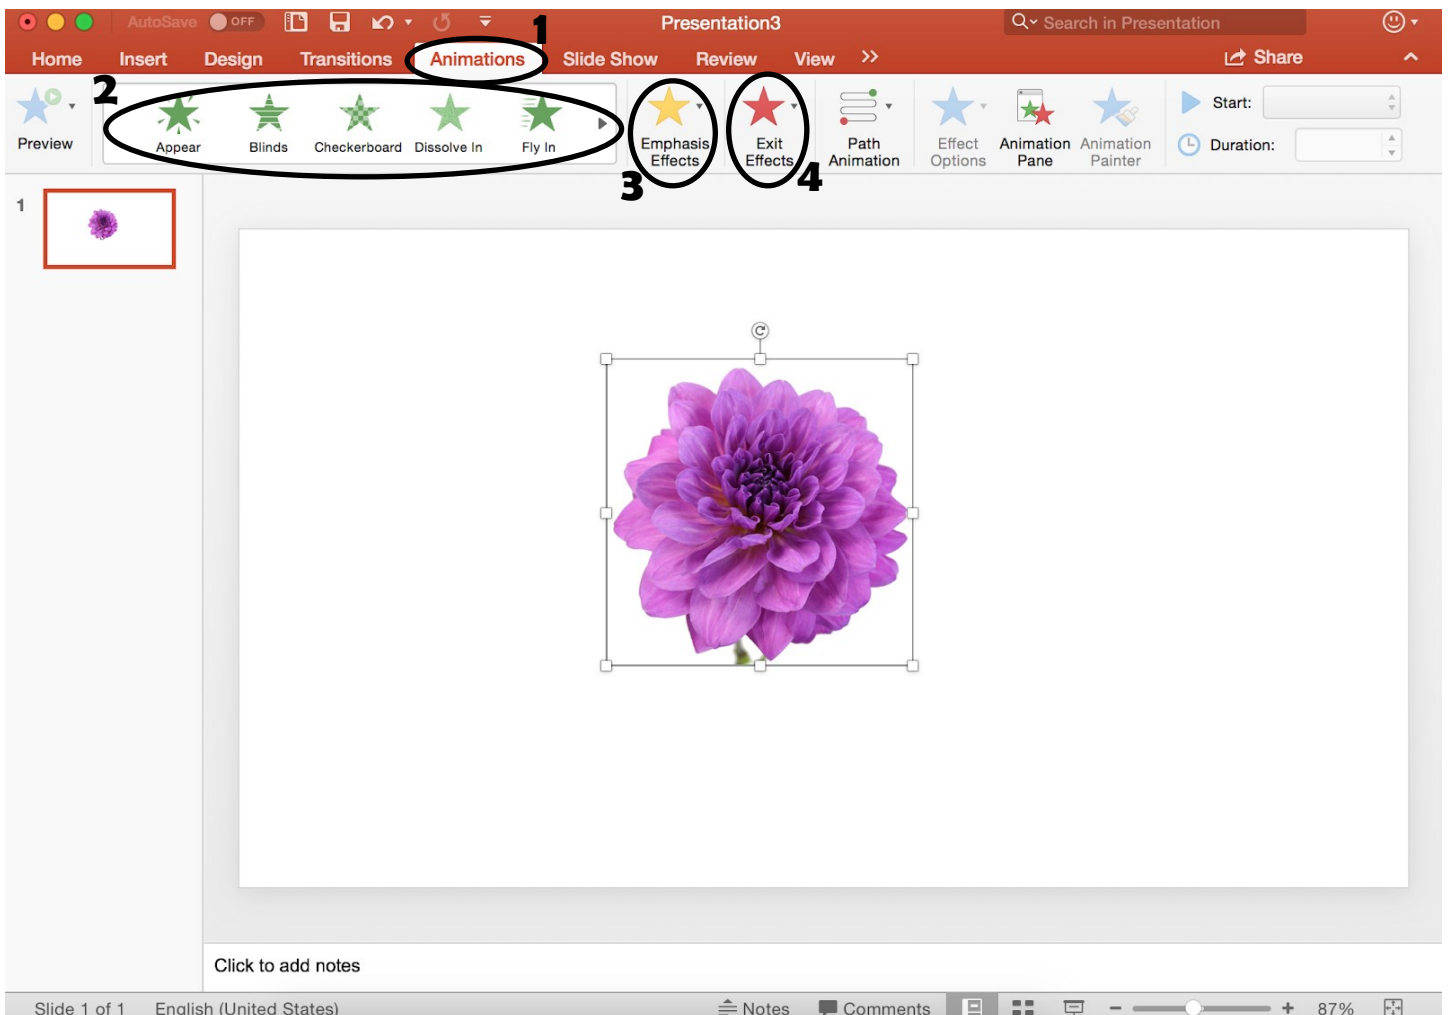 AutoSave OFF Presentation3 Search in Presentation
1
Home Insert Design Transitions Animations Slide Show Review View >> Share
2
Preview Appear Blinds Checkerboard Dissolve In Fly In
Emphasis Effects
Exit Effects
Path Animation
Effect Options
Animation Pane
Animation Painter
Start:
Duration:
3
4
1
Click to add notes
Slide 1 of 1 English (United States) Notes Comments 87%